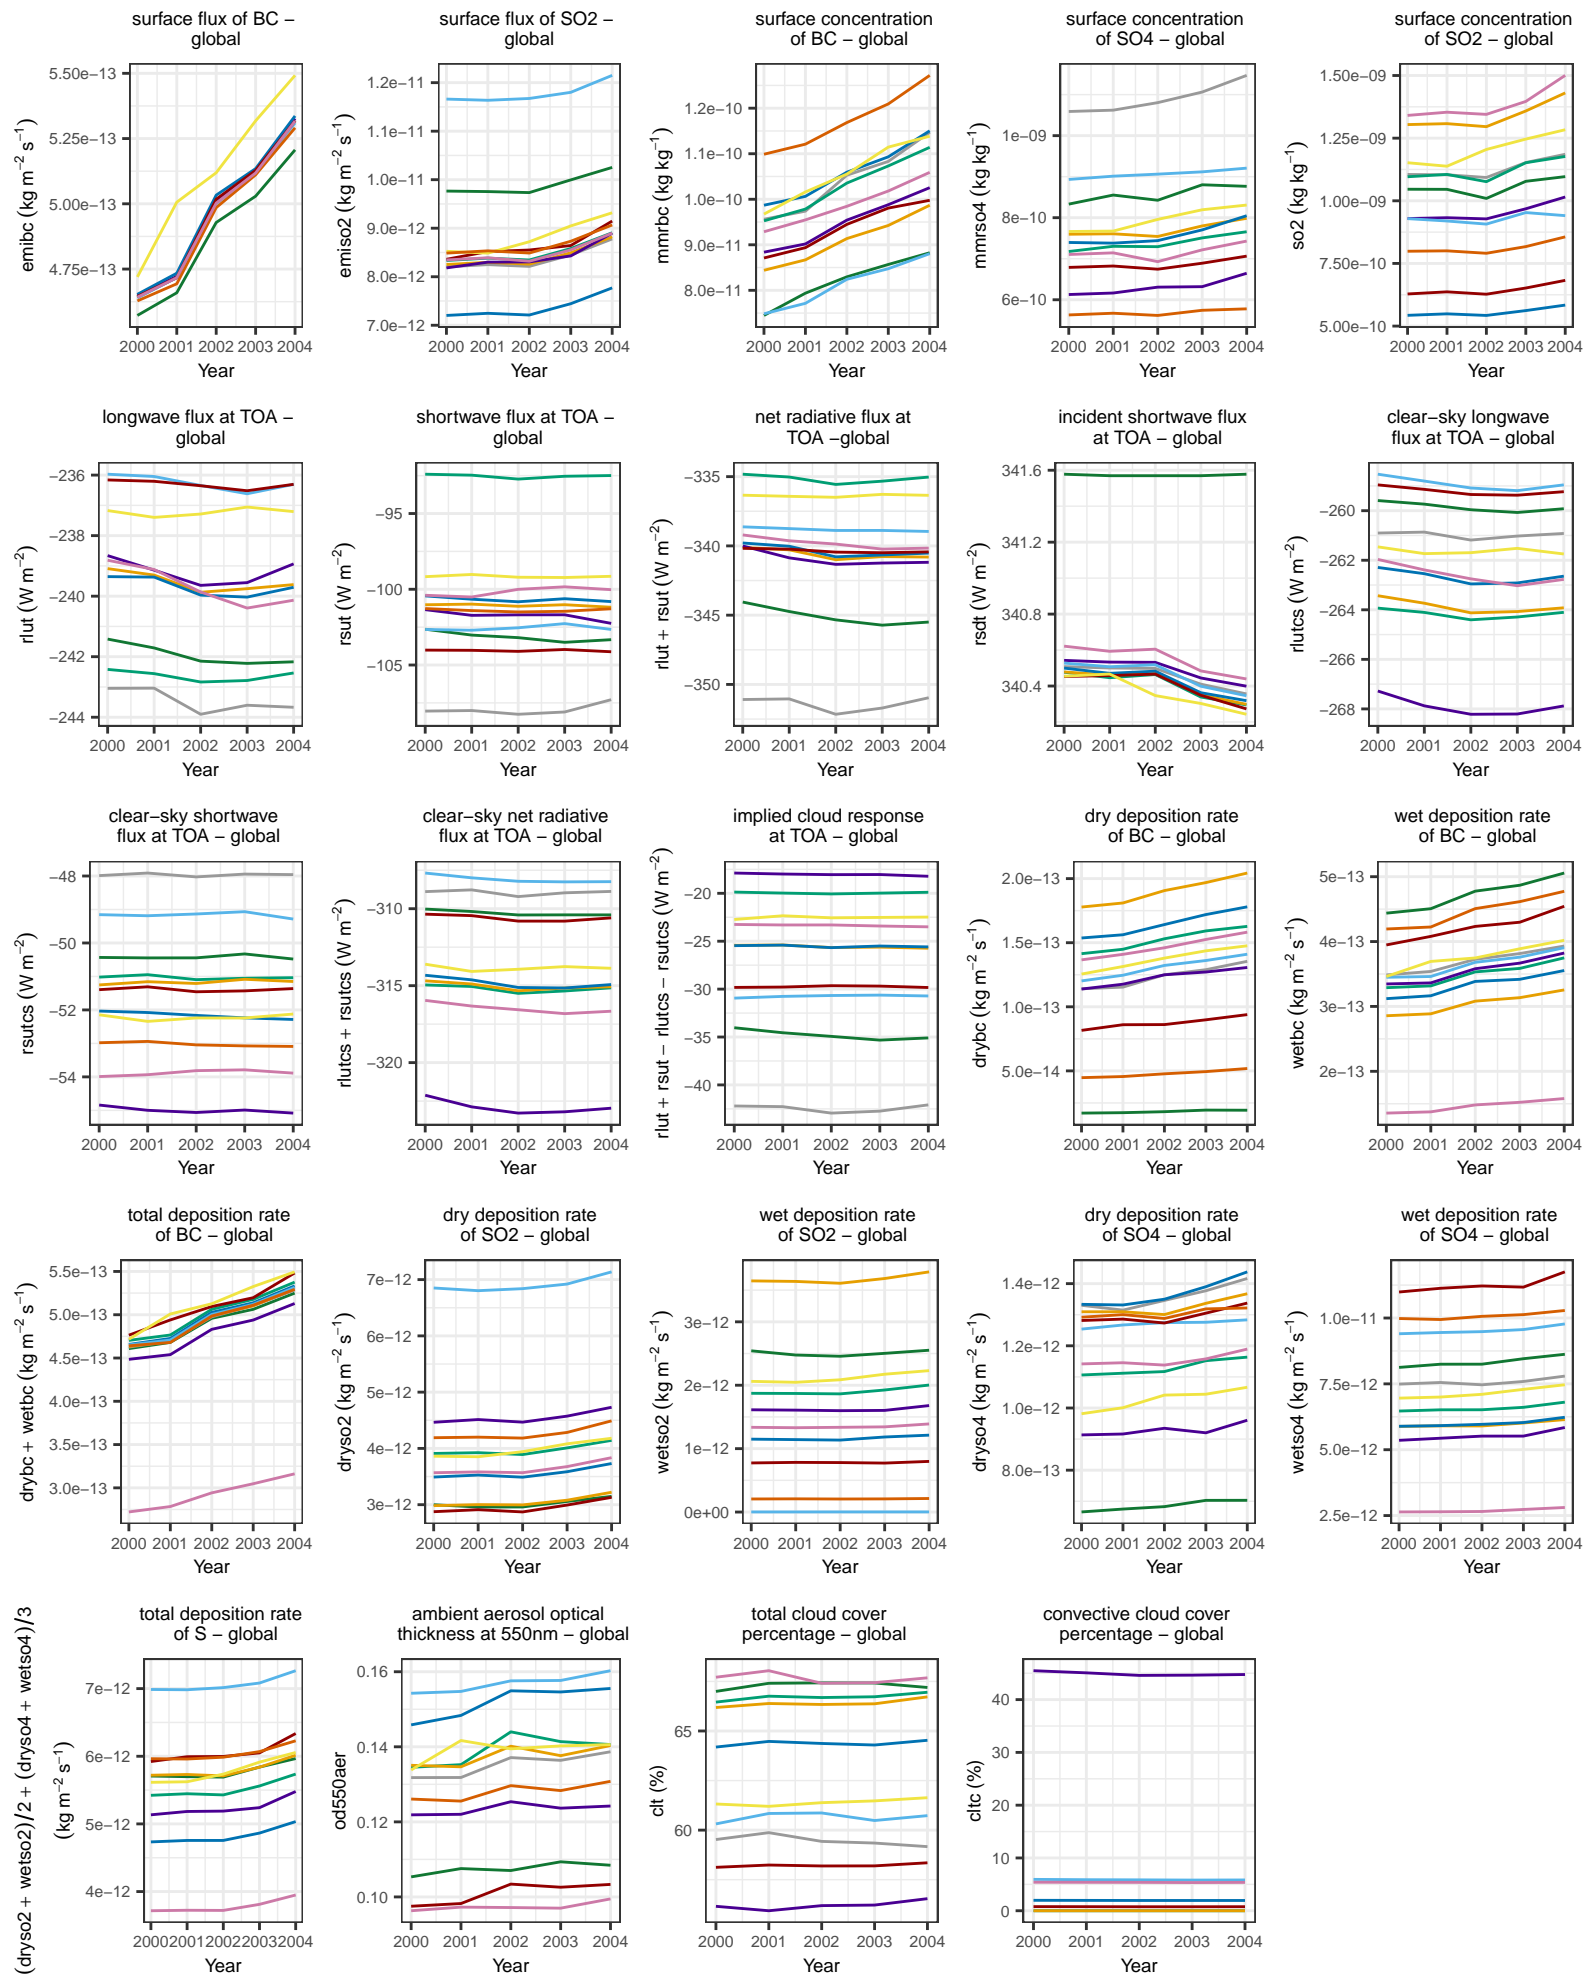 surface flux of BC −
global
emibc (kg m−2 s−1)
5.50e−13
5.25e−13
5.00e−13
4.75e−13
2000 2001 2002 2003 2004
Year
surface flux of SO2 −
global
emiso2 (kg m−2 s−1)
1.2e−11
1.1e−11
1.0e−11
9.0e−12
8.0e−12
7.0e−12
2000 2001 2002 2003 2004
Year
surface concentration
of BC − global
mmrbc (kg kg−1)
1.2e−10
1.1e−10
1.0e−10
9.0e−11
8.0e−11
2000 2001 2002 2003 2004
Year
surface concentration
of SO4 − global
mmrso4 (kg kg−1)
1e−09
8e−10
6e−10
2000 2001 2002 2003 2004
Year
surface concentration
of SO2 − global
so2 (kg kg−1)
1.50e−09
1.25e−09
1.00e−09
7.50e−10
5.00e−10
2000 2001 2002 2003 2004
Year
longwave flux at TOA −
global
rlut (W m−2)
−236
−238
−240
−242
−244
2000 2001 2002 2003 2004
Year
shortwave flux at TOA −
global
rsut (W m−2)
−95
−100
−105
2000 2001 2002 2003 2004
Year
net radiative flux at
TOA −global
rlut + rsut (W m−2)
−335
−340
−345
−350
2000 2001 2002 2003 2004
Year
incident shortwave flux
at TOA − global
rsdt (W m−2)
341.6
341.2
340.8
340.4
2000 2001 2002 2003 2004
Year
clear−sky longwave
flux at TOA − global
rlutcs (W m−2)
−260
−262
−264
−266
−268
2000 2001 2002 2003 2004
Year
clear−sky shortwave
flux at TOA − global
rsutcs (W m−2)
−48
−50
−52
−54
2000 2001 2002 2003 2004
Year
clear−sky net radiative
flux at TOA − global
rlutcs + rsutcs (W m−2)
−310
−315
−320
2000 2001 2002 2003 2004
Year
implied cloud response
at TOA − global
rlut + rsut − rlutcs − rsutcs (W m−2)
−20
−25
−30
−35
−40
2000 2001 2002 2003 2004
Year
dry deposition rate
of BC − global
drybc (kg m−2 s−1)
2.0e−13
1.5e−13
1.0e−13
5.0e−14
2000 2001 2002 2003 2004
Year
wet deposition rate
of BC − global
wetbc (kg m−2 s−1)
5e−13
4e−13
3e−13
2e−13
2000 2001 2002 2003 2004
Year
total deposition rate
of BC − global
drybc + wetbc (kg m−2 s−1)
5.5e−13
5.0e−13
4.5e−13
4.0e−13
3.5e−13
3.0e−13
2000 2001 2002 2003 2004
Year
dry deposition rate
of SO2 − global
dryso2 (kg m−2 s−1)
7e−12
6e−12
5e−12
4e−12
3e−12
2000 2001 2002 2003 2004
Year
wet deposition rate
of SO2 − global
wetso2 (kg m−2 s−1)
3e−12
2e−12
1e−12
0e+00
2000 2001 2002 2003 2004
Year
dry deposition rate
of SO4 − global
dryso4 (kg m−2 s−1)
1.4e−12
1.2e−12
1.0e−12
8.0e−13
2000 2001 2002 2003 2004
Year
wet deposition rate
of SO4 − global
wetso4 (kg m−2 s−1)
1.0e−11
7.5e−12
5.0e−12
2.5e−12
2000 2001 2002 2003 2004
Year
total deposition rate
of S − global
(dryso2 + wetso2)/2 + (dryso4 + wetso4)/3
(kg m−2 s−1)
7e−12
6e−12
5e−12
4e−12
2000 2001 2002 2003 2004
Year
ambient aerosol optical
thickness at 550nm − global
od550aer
0.16
0.14
0.12
0.10
2000 2001 2002 2003 2004
Year
total cloud cover
percentage − global
clt (%)
65
60
2000 2001 2002 2003 2004
Year
convective cloud cover
percentage − global
cltc (%)
40
30
20
10
0
2000 2001 2002 2003 2004
Year